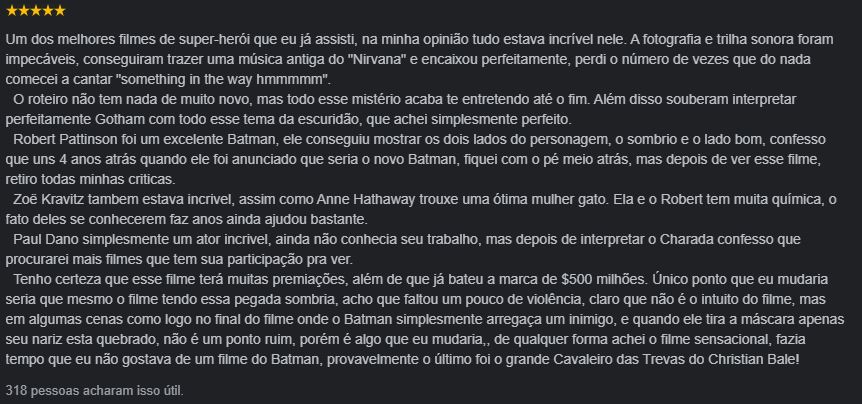 Um dos melhores filmes de super-herói que eu já assisti, na minha opinião tudo estava incrível nele. A fotografia e trilha sonora foram
impecáveis, conseguiram trazer uma música antiga do "Nirvana" e encaixou perfeitamente, perdi o número de vezes que do nada
comecei a cantar "something in the way hmmmmm".
O roteiro não tem nada de muito novo, mas todo esse mistério acaba te entretendo até o fim. Além disso souberam interpretar
perfeitamente Gotham com todo esse tema da escuridão, que achei simplesmente perfeito.
Robert Pattinson foi um excelente Batman, ele conseguiu mostrar os dois lados do personagem, o sombrio e o lado bom, confesso
que uns 4 anos atrás quando ele foi anunciado que seria o novo Batman, fiquei com o pé meio atrás, mas depois de ver esse filme,
retiro todas minhas criticas.
Zoë Kravitz tambem estava incrivel, assim como Anne Hathaway trouxe uma ótima mulher gato. Ela e o Robert tem muita química, o
fato deles se conhecerem faz anos ainda ajudou bastante.
Paul Dano simplesmente um ator incrivel, ainda não conhecia seu trabalho, mas depois de interpretar o Charada confesso que
procurarei mais filmes que tem sua participação pra ver.
Tenho certeza que esse filme terá muitas premiações, além de que já bateu a marca de $500 milhões. Único ponto que eu mudaria
seria que mesmo o filme tendo essa pegada sombria, acho que faltou um pouco de violência, claro que não é o intuito do filme, mas
em algumas cenas como logo no final do filme onde o Batman simplesmente arregaça um inimigo, e quando ele tira a máscara apenas
seu nariz esta quebrado, não é um ponto ruim, porém é algo que eu mudaria,, de qualquer forma achei o filme sensacional, fazia
tempo que eu não gostava de um filme do Batman, provavelmente o último foi o grande Cavaleiro das Trevas do Christian Bale!
318 pessoas acharam isso útil.